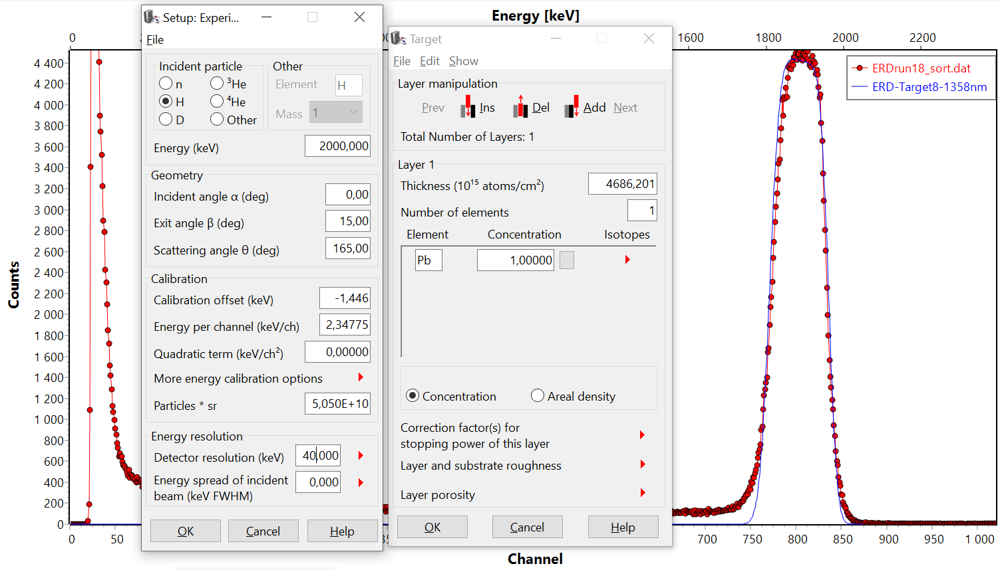 Energy [keV]
0
1600
1800
2000
2200
4 400
4 200
4 000
3 800
3 600
3 400
3 200
3 000
2 800
2 600
2 400
2 200
2 000
1 800
1 600
1 400
1 200
1 000
800
600
400
200
0
Counts
0
50
700
750
800
850
900
950
1 000
Channel
ERDrun18_sort.dat
ERD-Target8-1358nm
Setup: Experi...
File
Incident particle
n
³He
H
⁴He
D
Other
Other
Element H
Mass 1
Energy (keV) 2000,000
Geometry
Incident angle α (deg) 0,00
Exit angle β (deg) 15,00
Scattering angle θ (deg) 165,00
Calibration
Calibration offset (keV) -1,446
Energy per channel (keV/ch) 2,34775
Quadratic term (keV/ch²) 0,00000
More energy calibration options
Particles * sr 5,050E+10
Energy resolution
Detector resolution (keV) 40,000
Energy spread of incident
beam (keV FWHM) 0,000
OK Cancel Help
Target
File Edit Show
Layer manipulation
Prev Ins Del Add Next
Total Number of Layers: 1
Layer 1
Thickness (10¹⁵ atoms/cm²) 4686,201
Number of elements 1
Element Concentration Isotopes
Pb 1,00000
Concentration Areal density
Correction factor(s) for
stopping power of this layer
Layer and substrate roughness
Layer porosity
OK Cancel Help